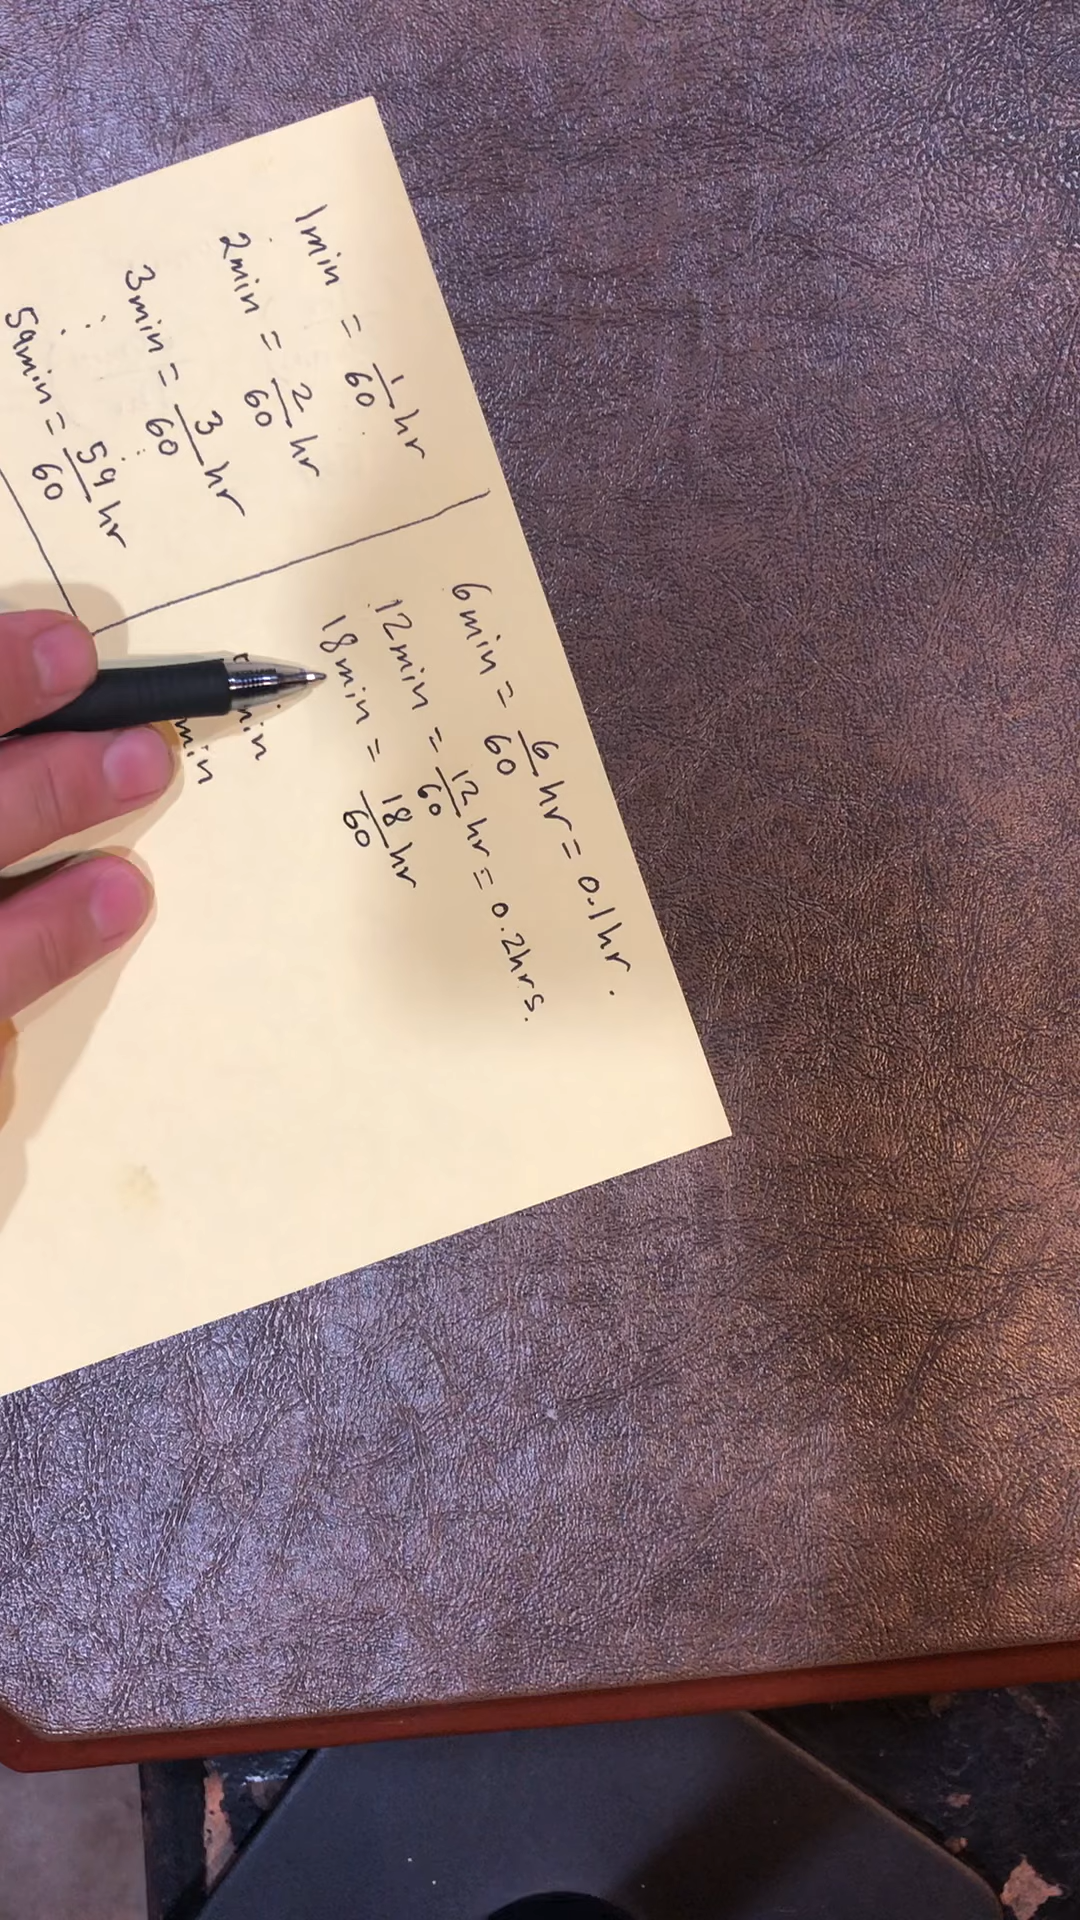 1min = 1/60 hr
2min = 2/60 hr
3min = 3/60 hr
⋮ ⋮
59min = 59/60 hr
6min = 6/60 hr = 0.1hr.
12min = 12/60 hr = 0.2hrs.
18min = 18/60 hr
min